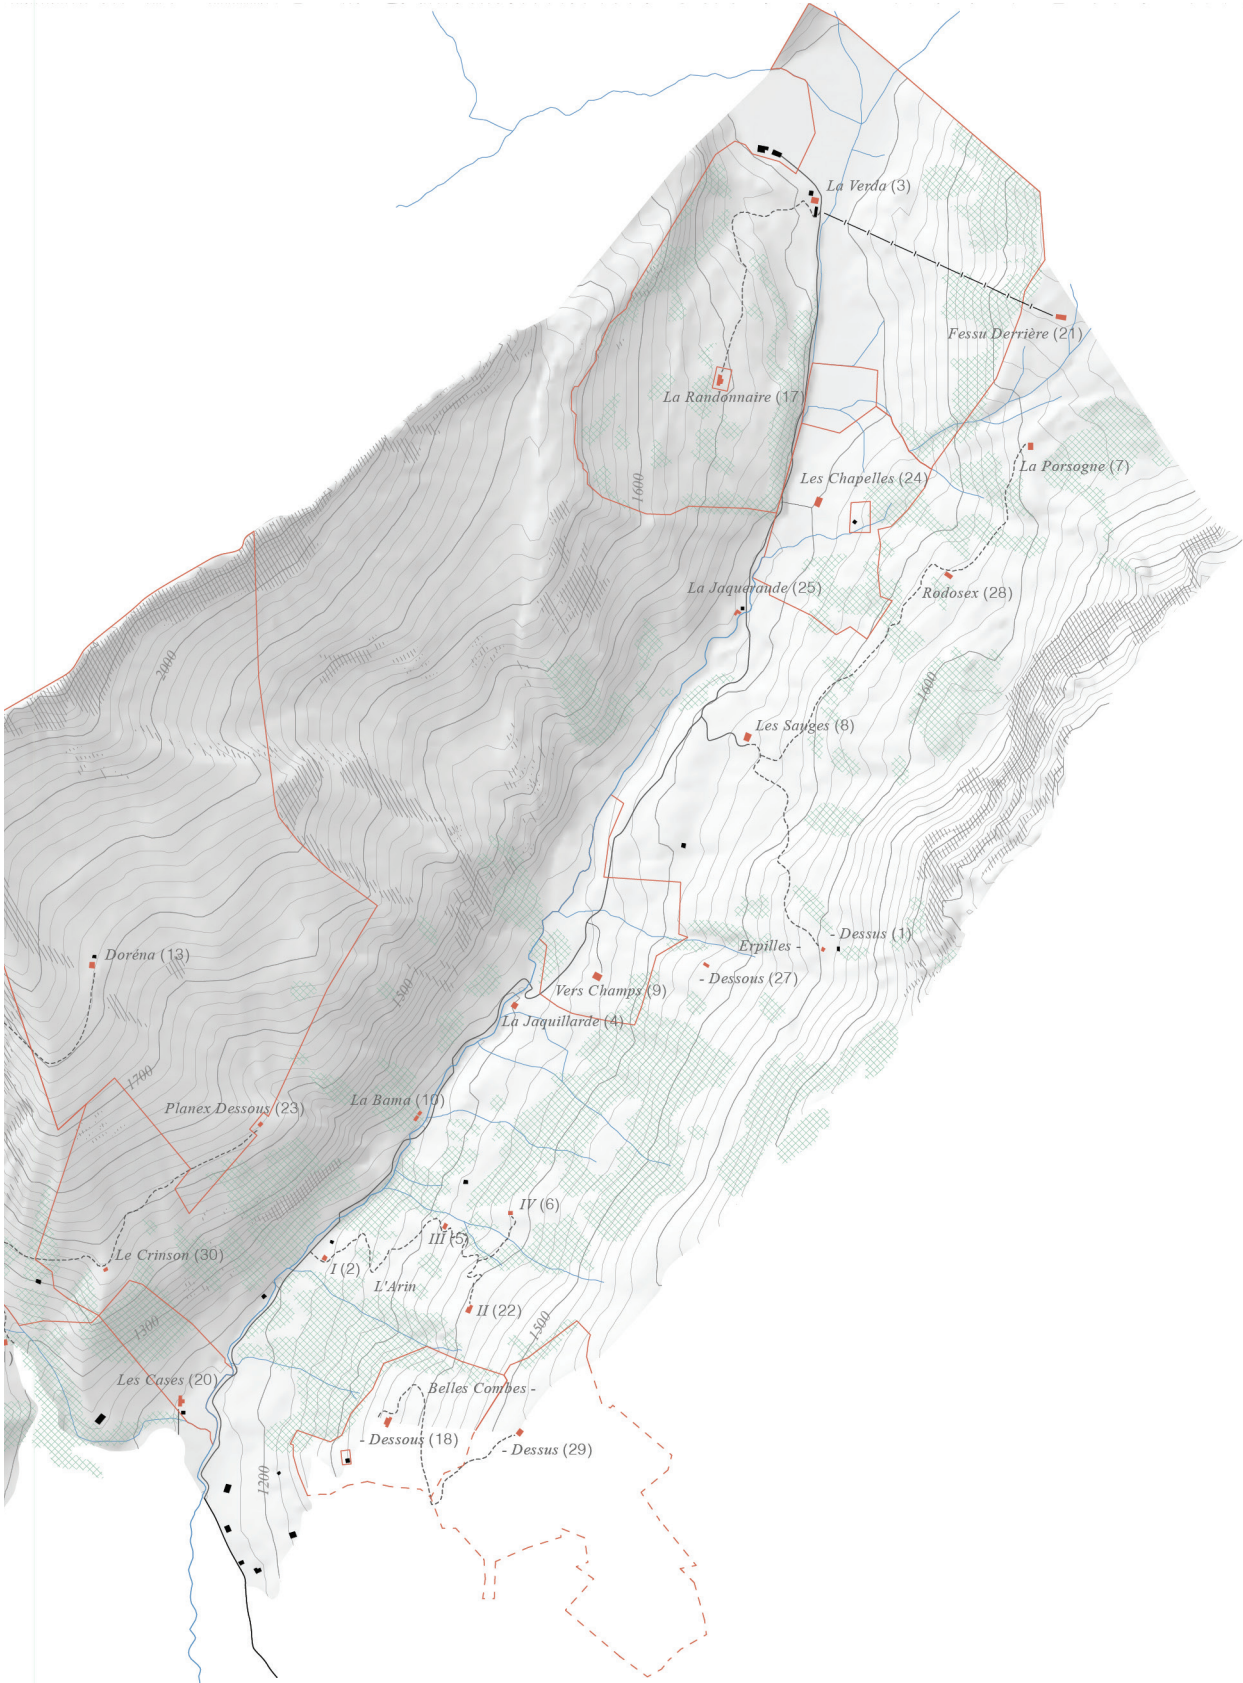 La Verda (3)
Fessu Derrière (21)
La Randonnaire (17)
La Porsogne (7)
Les Chapelles (24)
1600
La Jaqueraude (25)
Rodosex (28)
2000
1600
Les Sauges (8)
- Dessus (1)
Erpilles -
Doréna (13)
- Dessous (27)
Vers Champs (9)
1500
La Jaquillarde (4)
1700
La Bama (10)
Planex Dessous (23)
IV (6)
III (5)
Le Crinson (30)
I (2)
L'Arin
II (22)
1300
1500
Les Cases (20)
Belles Combes -
- Dessous (18)
- Dessus (29)
1200
)